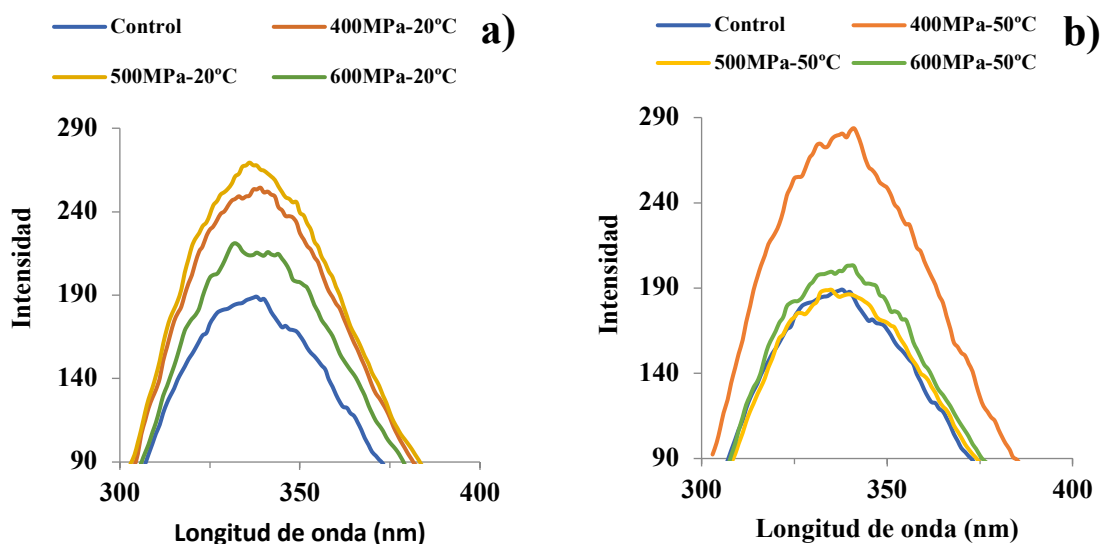 Control 400MPa-20ºC
500MPa-20ºC 600MPa-20ºC
a)
290
240
190
140
90
300 350 400
Intensidad
Longitud de onda (nm)
Control 400MPa-50ºC
500MPa-50ºC 600MPa-50ºC
b)
290
240
190
140
90
300 350 400
Intensidad
Longitud de onda (nm)